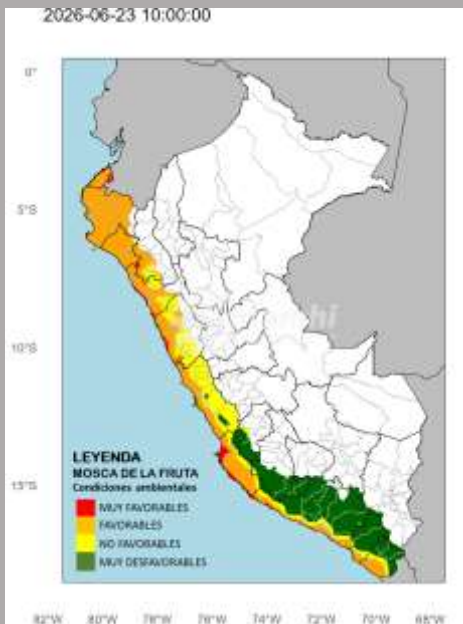 2026-06-23 10:00:00
0°
5°S
10°S
15°S
LEYENDA
MOSCA DE LA FRUTA
Condiciones ambientales
MUY FAVORABLES
FAVORABLES
NO FAVORABLES
MUY DESFAVORABLES
82°W 80°W 78°W 76°W 74°W 72°W 70°W 68°W